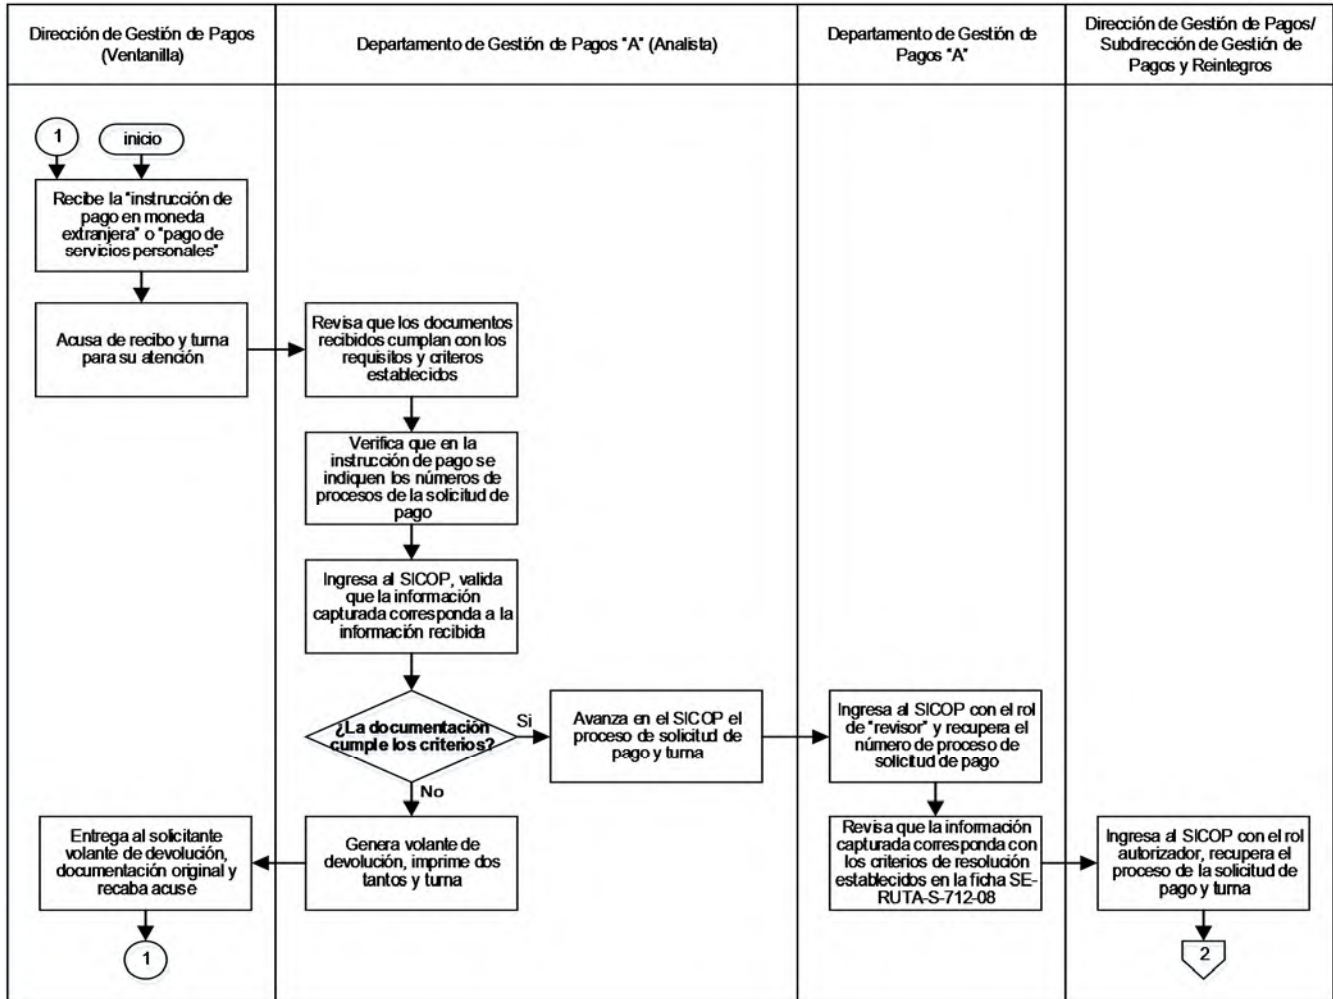 Dirección de Gestión de Pagos
(Ventanilla)
Departamento de Gestión de Pagos "A" (Analista)
Departamento de Gestión de
Pagos "A"
Dirección de Gestión de Pagos/
Subdirección de Gestión de
Pagos y Reintegros
1
inicio
Recibe la "instrucción de
pago en moneda
extranjera" o "pago de
servicios personales"
Acusa de recibo y turna
para su atención
Revisa que los documentos
recibidos cumplan con los
requisitos y criteros
establecidos
Verifica que en la
instrucción de pago se
indiquen los números de
procesos de la solicitud de
pago
Ingresa al SICOP, valida
que la información
capturada corresponda a la
información recibida
¿La documentación
cumple los criterios?
Si
No
Avanza en el SICOP el
proceso de solicitud de
pago y turna
Ingresa al SICOP con el rol
de "revisor" y recupera el
número de proceso de
solicitud de pago
Entrega al solicitante
volante de devolución,
documentación original y
recaba acuse
Genera volante de
devolución, imprime dos
tantos y turna
Revisa que la información
capturada corresponda con
los criterios de resolución
establecidos en la ficha SE-
RUTA-S-712-08
Ingresa al SICOP con el rol
autorizador, recupera el
proceso de la solicitud de
pago y turna
1
2